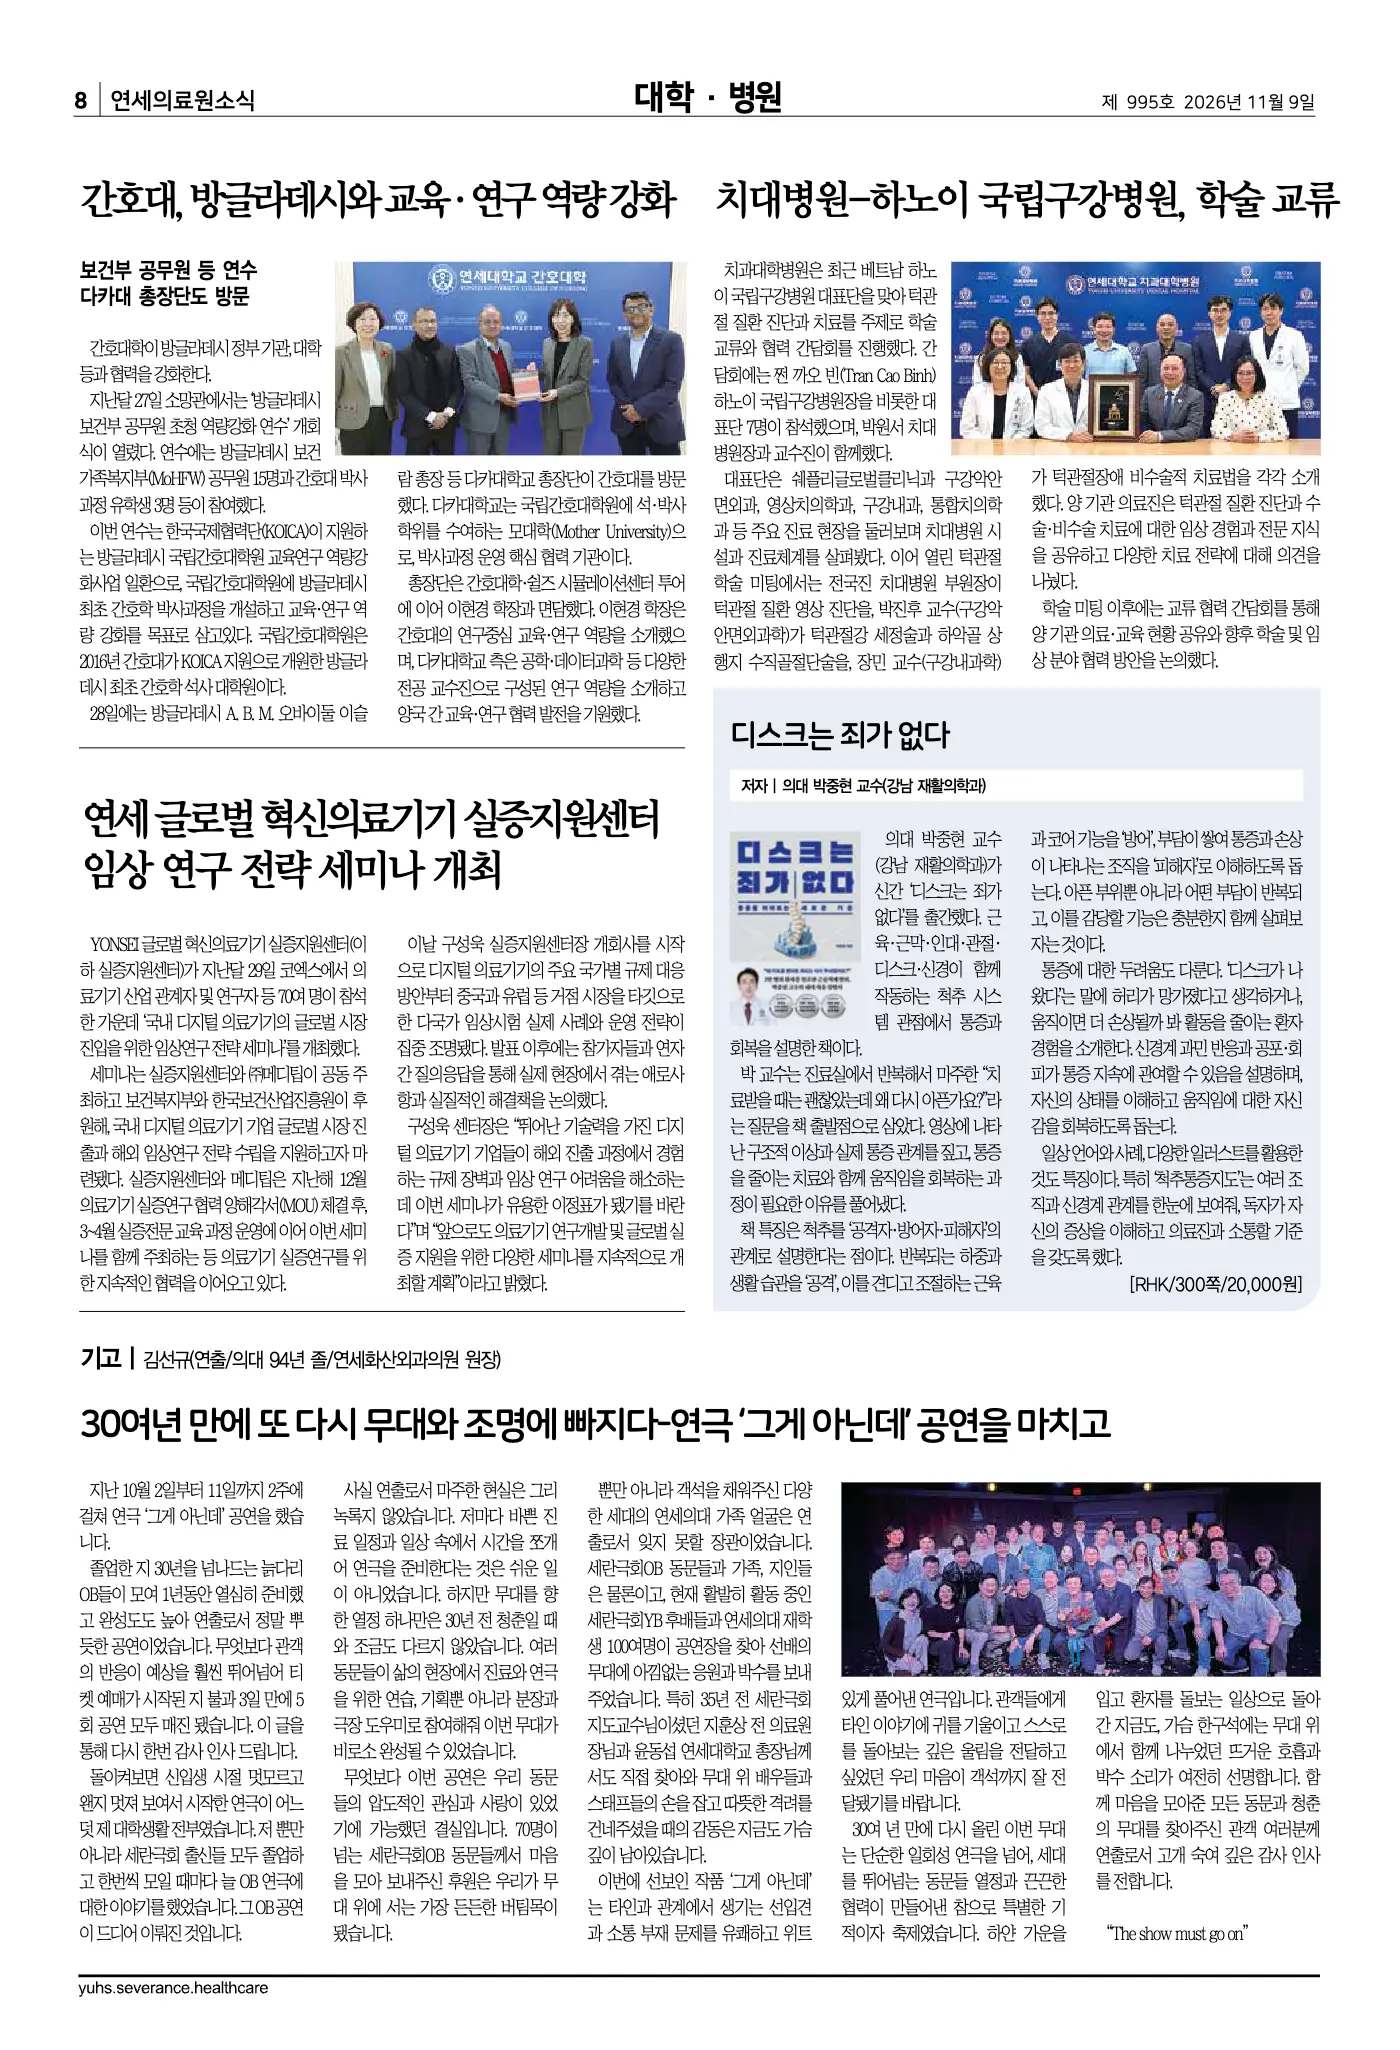 8 연세의료원소식
대학 · 병원
제 995호 2026년 11월 9일
간호대, 방글라데시와 교육·연구 역량 강화
보건부 공무원 등 연수
다카대 총장단도 방문
연세대학교 간호대학
YONSEI UNIVERSITY COLLEGE OF NURSING
간호대학이 방글라데시 정부 기관, 대학
등과 협력을 강화한다.
지난달 27일 소망관에서는 ‘방글라데시
보건부 공무원 초청 역량강화 연수’ 개회
식이 열렸다. 연수에는 방글라데시 보건
가족복지부(MoHFW) 공무원 15명과 간호대 박사
과정 유학생 3명 등이 참여했다.
이번 연수는 한국국제협력단(KOICA)이 지원하
는 방글라데시 국립간호대학원 교육연구 역량강
화사업 일환으로, 국립간호대학원에 방글라데시
최초 간호학 박사과정을 개설하고 교육·연구 역
량 강화를 목표로 삼고있다. 국립간호대학원은
2016년 간호대가 KOICA 지원으로 개원한 방글라
데시 최초 간호학 석사 대학원이다.
28일에는 방글라데시 A. B. M. 오바이둘 이슬
람 총장 등 다카대학교 총장단이 간호대를 방문
했다. 다카대학교는 국립간호대학원에 석·박사
학위를 수여하는 모대학(Mother University)으
로, 박사과정 운영 핵심 협력 기관이다.
총장단은 간호대학·쉴즈 시뮬레이션센터 투어
에 이어 이현경 학장과 면담했다. 이현경 학장은
간호대의 연구중심 교육·연구 역량을 소개했으
며, 다카대학교 측은 공학·데이터과학 등 다양한
전공 교수진으로 구성된 연구 역량을 소개하고
양국 간 교육·연구 협력 발전을 기원했다.
치대병원–하노이 국립구강병원, 학술 교류
연세대학교 치과대학병원
YONSEI UNIVERSITY DENTAL HOSPITAL
치과대학병원은 최근 베트남 하노
이 국립구강병원 대표단을 맞아 턱관
절 질환 진단과 치료를 주제로 학술
교류와 협력 간담회를 진행했다. 간
담회에는 쩐 까오 빈(Tran Cao Binh)
하노이 국립구강병원장을 비롯한 대
표단 7명이 참석했으며, 박원서 치대
병원장과 교수진이 함께했다.
대표단은 쉐플리글로벌클리닉과 구강악안
면외과, 영상치의학과, 구강내과, 통합치의학
과 등 주요 진료 현장을 둘러보며 치대병원 시
설과 진료체계를 살펴봤다. 이어 열린 턱관절
학술 미팅에서는 전국진 치대병원 부원장이
턱관절 질환 영상 진단을, 박진후 교수(구강악
안면외과학)가 턱관절강 세정술과 하악골 상
행지 수직골절단술을, 장민 교수(구강내과학)
가 턱관절장애 비수술적 치료법을 각각 소개
했다. 양 기관 의료진은 턱관절 질환 진단과 수
술·비수술 치료에 대한 임상 경험과 전문 지식
을 공유하고 다양한 치료 전략에 대해 의견을
나눴다.
학술 미팅 이후에는 교류 협력 간담회를 통해
양 기관 의료·교육 현황 공유와 향후 학술 및 임
상 분야 협력 방안을 논의했다.
연세 글로벌 혁신의료기기 실증지원센터
임상 연구 전략 세미나 개최
YONSEI 글로벌 혁신의료기기 실증지원센터(이
하 실증지원센터)가 지난달 29일 코엑스에서 의
료기기 산업 관계자 및 연구자 등 70여 명이 참석
한 가운데 ‘국내 디지털 의료기기의 글로벌 시장
진입을 위한 임상연구 전략 세미나’를 개최했다.
세미나는 실증지원센터와 ㈜메디팁이 공동 주
최하고 보건복지부와 한국보건산업진흥원이 후
원해, 국내 디지털 의료기기 기업 글로벌 시장 진
출과 해외 임상연구 전략 수립을 지원하고자 마
련됐다. 실증지원센터와 메디팁은 지난해 12월
의료기기 실증연구 협력 양해각서(MOU) 체결 후,
3~4월 실증전문 교육 과정 운영에 이어 이번 세미
나를 함께 주최하는 등 의료기기 실증연구를 위
한 지속적인 협력을 이어오고 있다.
이날 구성욱 실증지원센터장 개회사를 시작
으로 디지털 의료기기의 주요 국가별 규제 대응
방안부터 중국과 유럽 등 거점 시장을 타깃으로
한 다국가 임상시험 실제 사례와 운영 전략이
집중 조명됐다. 발표 이후에는 참가자들과 연자
간 질의응답을 통해 실제 현장에서 겪는 애로사
항과 실질적인 해결책을 논의했다.
구성욱 센터장은 “뛰어난 기술력을 가진 디지
털 의료기기 기업들이 해외 진출 과정에서 경험
하는 규제 장벽과 임상 연구 어려움을 해소하는
데 이번 세미나가 유용한 이정표가 됐기를 바란
다”며 “앞으로도 의료기기 연구개발 및 글로벌 실
증 지원을 위한 다양한 세미나를 지속적으로 개
최할 계획”이라고 밝혔다.
디스크는 죄가 없다
저자 | 의대 박중현 교수(강남 재활의학과)
디스크는
죄가 없다
의대 박중현 교수
(강남 재활의학과)가
신간 ‘디스크는 죄가
없다’를 출간했다. 근
육·근막·인대·관절·
디스크·신경이 함께
작동하는 척추 시스
템 관점에서 통증과
회복을 설명한 책이다.
박 교수는 진료실에서 반복해서 마주한 “치
료받을 때는 괜찮았는데 왜 다시 아픈가요?”라
는 질문을 책 출발점으로 삼았다. 영상에 나타
난 구조적 이상과 실제 통증 관계를 짚고, 통증
을 줄이는 치료와 함께 움직임을 회복하는 과
정이 필요한 이유를 풀어냈다.
책 특징은 척추를 ‘공격자·방어자·피해자’의
관계로 설명한다는 점이다. 반복되는 하중과
생활 습관을 ‘공격’, 이를 견디고 조절하는 근육
과 코어 기능을 ‘방어’, 부담이 쌓여 통증과 손상
이 나타나는 조직을 ‘피해자’로 이해하도록 돕
는다. 아픈 부위뿐 아니라 어떤 부담이 반복되
고, 이를 감당할 기능은 충분한지 함께 살펴보
자는 것이다.
통증에 대한 두려움도 다룬다. ‘디스크가 나
왔다’는 말에 허리가 망가졌다고 생각하거나,
움직이면 더 손상될까 봐 활동을 줄이는 환자
경험을 소개한다. 신경계 과민 반응과 공포·회
피가 통증 지속에 관여할 수 있음을 설명하며,
자신의 상태를 이해하고 움직임에 대한 자신
감을 회복하도록 돕는다.
임상 언어와 사례, 다양한 일러스트를 활용한
것도 특징이다. 특히 ‘척추통증지도’는 여러 조
직과 신경계 관계를 한눈에 보여줘, 독자가 자
신의 증상을 이해하고 의료진과 소통할 기준
을 갖도록 했다.
[RHK/300쪽/20,000원]
기고 | 김선규(연출/의대 94년 졸/연세화산외과의원 원장)
30여년 만에 또 다시 무대와 조명에 빠지다–연극 ‘그게 아닌데’ 공연을 마치고
지난 10월 2일부터 11일까지 2주에
걸쳐 연극 ‘그게 아닌데’ 공연을 했습
니다.
졸업한 지 30년을 넘나드는 늙다리
OB들이 모여 1년동안 열심히 준비했
고 완성도도 높아 연출로서 정말 뿌
듯한 공연이었습니다. 무엇보다 관객
의 반응이 예상을 훨씬 뛰어넘어 티
켓 예매가 시작된 지 불과 3일 만에 5
회 공연 모두 매진 됐습니다. 이 글을
통해 다시 한번 감사 인사 드립니다.
돌이켜보면 신입생 시절 멋모르고
왠지 멋져 보여서 시작한 연극이 어느
덧 제 대학생활 전부였습니다. 저 뿐만
아니라 세란극회 출신들 모두 졸업하
고 한번씩 모일 때마다 늘 OB 연극에
대한 이야기를 했었습니다. 그 OB 공연
이 드디어 이뤄진 것입니다.
사실 연출로서 마주한 현실은 그리
녹록지 않았습니다. 저마다 바쁜 진
료 일정과 일상 속에서 시간을 쪼개
어 연극을 준비한다는 것은 쉬운 일
이 아니었습니다. 하지만 무대를 향
한 열정 하나만은 30년 전 청춘일 때
와 조금도 다르지 않았습니다. 여러
동문들이 삶의 현장에서 진료와 연극
을 위한 연습, 기획뿐 아니라 분장과
극장 도우미로 참여해줘 이번 무대가
비로소 완성될 수 있었습니다.
무엇보다 이번 공연은 우리 동문
들의 압도적인 관심과 사랑이 있었
기에 가능했던 결실입니다. 70명이
넘는 세란극회OB 동문들께서 마음
을 모아 보내주신 후원은 우리가 무
대 위에 서는 가장 든든한 버팀목이
됐습니다.
뿐만 아니라 객석을 채워주신 다양
한 세대의 연세의대 가족 얼굴은 연
출로서 잊지 못할 장관이었습니다.
세란극회OB 동문들과 가족, 지인들
은 물론이고, 현재 활발히 활동 중인
세란극회YB 후배들과 연세의대 재학
생 100여명이 공연장을 찾아 선배의
무대에 아낌없는 응원과 박수를 보내
주었습니다. 특히 35년 전 세란극회
지도교수님이셨던 지훈상 전 의료원
장님과 윤동섭 연세대학교 총장님께
서도 직접 찾아와 무대 위 배우들과
스태프들의 손을 잡고 따뜻한 격려를
건네주셨을 때의 감동은 지금도 가슴
깊이 남아있습니다.
이번에 선보인 작품 ‘그게 아닌데’
는 타인과 관계에서 생기는 선입견
과 소통 부재 문제를 유쾌하고 위트
있게 풀어낸 연극입니다. 관객들에게
타인 이야기에 귀를 기울이고 스스로
를 돌아보는 깊은 울림을 전달하고
싶었던 우리 마음이 객석까지 잘 전
달됐기를 바랍니다.
30여 년 만에 다시 올린 이번 무대
는 단순한 일회성 연극을 넘어, 세대
를 뛰어넘는 동문들 열정과 끈끈한
협력이 만들어낸 참으로 특별한 기
적이자 축제였습니다. 하얀 가운을
입고 환자를 돌보는 일상으로 돌아
간 지금도, 가슴 한구석에는 무대 위
에서 함께 나누었던 뜨거운 호흡과
박수 소리가 여전히 선명합니다. 함
께 마음을 모아준 모든 동문과 청춘
의 무대를 찾아주신 관객 여러분께
연출로서 고개 숙여 깊은 감사 인사
를 전합니다.
“The show must go on”
yuhs.severance.healthcare